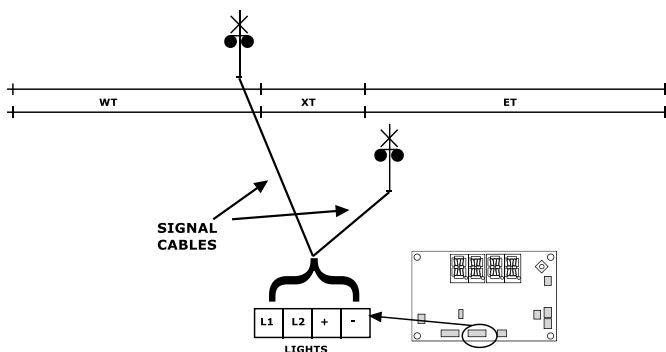 WT XT ET
SIGNAL
CABLES
L1 L2 + -
LIGHTS